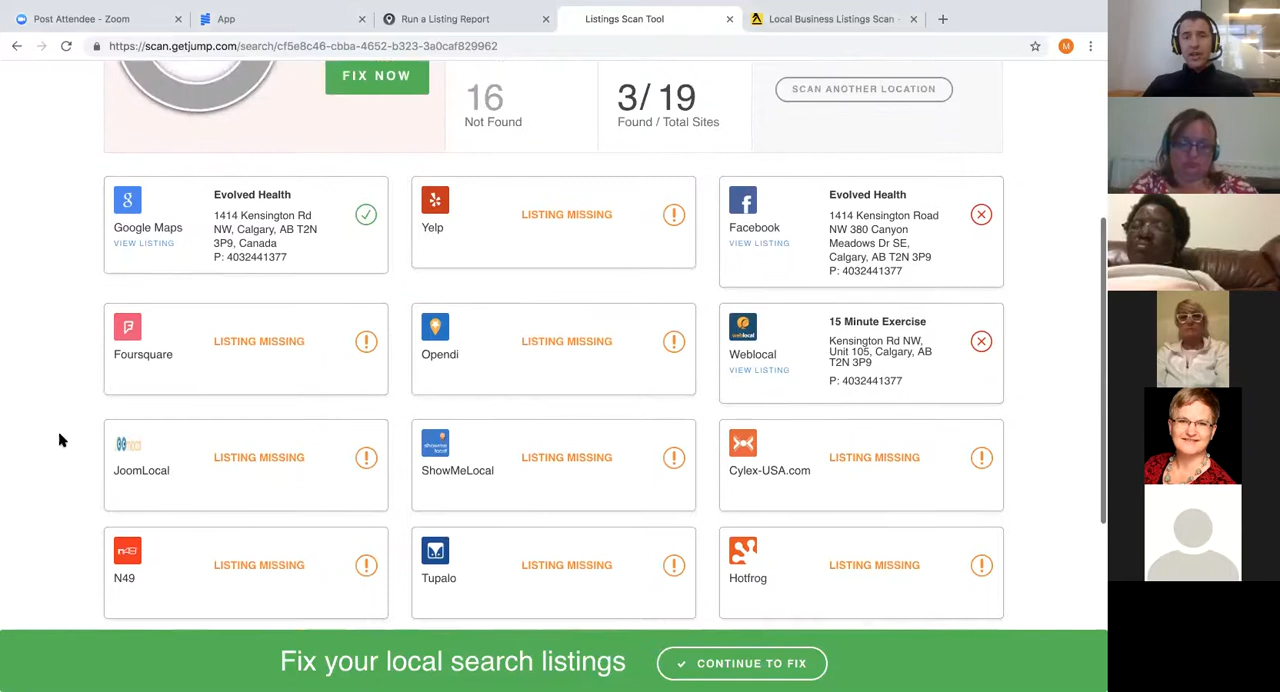 Post Attendee - Zoom
App
Run a Listing Report
Listings Scan Tool
Local Business Listings Scan
https://scan.getjump.com/search/cf5e8c46-cbba-4652-b323-3a0caf829962
M
FIX NOW
16
Not Found
3/ 19
Found / Total Sites
SCAN ANOTHER LOCATION
Google Maps
VIEW LISTING
Evolved Health
1414 Kensington Rd
NW, Calgary, AB T2N
3P9, Canada
P: 4032441377
Yelp
LISTING MISSING
Facebook
VIEW LISTING
Evolved Health
1414 Kensington Road
NW 380 Canyon
Meadows Dr SE,
Calgary, AB T2N 3P9
P: 4032441377
Foursquare
LISTING MISSING
Opendi
LISTING MISSING
weblocal
Weblocal
VIEW LISTING
15 Minute Exercise
Kensington Rd NW,
Unit 105, Calgary, AB
T2N 3P9
P: 4032441377
JoomLocal
LISTING MISSING
showme
local
ShowMeLocal
LISTING MISSING
Cylex-USA.com
LISTING MISSING
n49
N49
LISTING MISSING
Tupalo
LISTING MISSING
Hotfrog
LISTING MISSING
Fix your local search listings
CONTINUE TO FIX